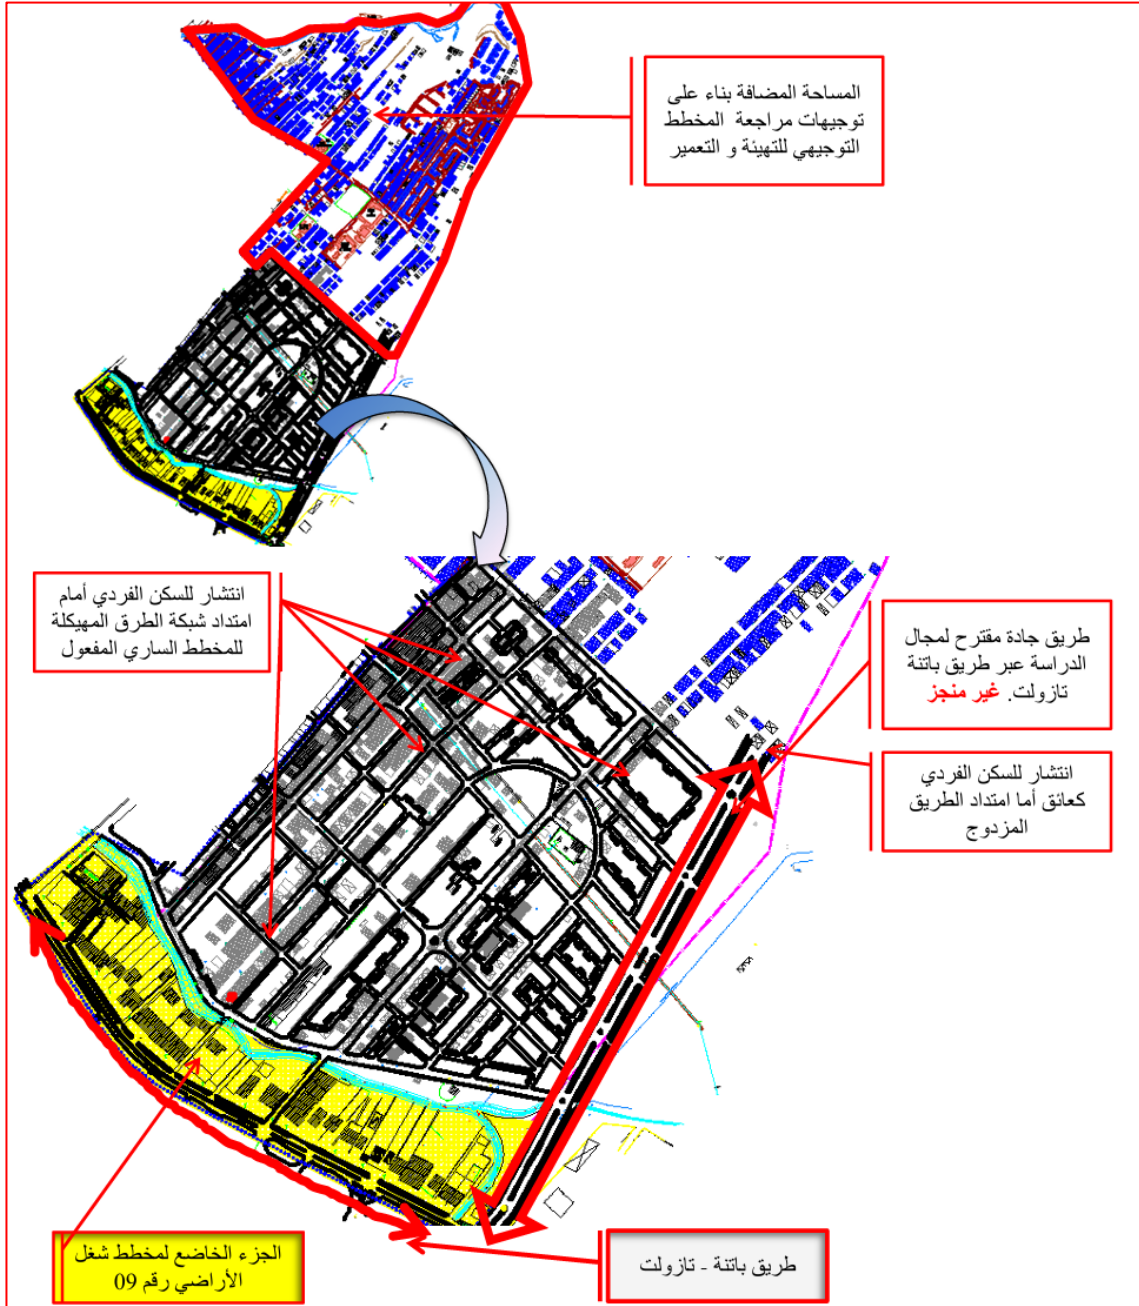 المساحة المضافة بناء على
توجيهات مراجعة المخطط
التوجيهي للتهيئة و التعمير
انتشار للسكن الفردي أمام
امتداد شبكة الطرق المهيكلة
للمخطط الساري المفعول
طريق جادة مقترح لمجال
الدراسة عبر طريق باتنة
تازولت. غير منجز
انتشار للسكن الفردي
كعائق أما امتداد الطريق
المزدوج
الجزء الخاضع لمخطط شغل
الأراضي رقم 09
طريق باتنة - تازولت